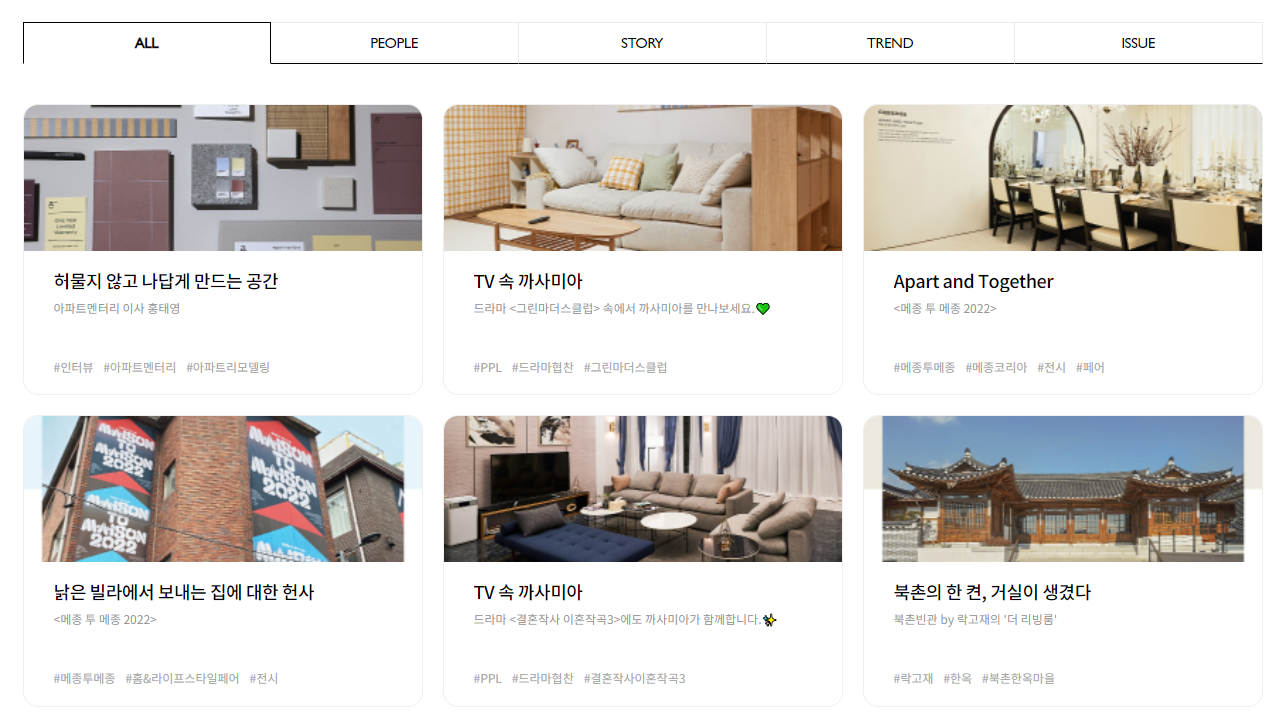 ALL
PEOPLE
STORY
TREND
ISSUE
허물지 않고 나답게 만드는 공간
아파트멘터리 이사 홍태영
#인터뷰 #아파트멘터리 #아파트리모델링
TV 속 까사미아
드라마 <그린마더스클럽> 속에서 까사미아를 만나보세요.💚
#PPL #드라마협찬 #그린마더스클럽
Apart and Together
<메종 투 메종 2022>
#메종투메종 #메종코리아 #전시 #페어
MAISON
TO
MAISON
2022
TO
MAISON
2022
MAISON
TO
MAISON
2022
낡은 빌라에서 보내는 집에 대한 헌사
<메종 투 메종 2022>
#메종투메종 #홈&라이프스타일페어 #전시
TV 속 까사미아
드라마 <결혼작사 이혼작곡3>에도 까사미아가 함께합니다.✨
#PPL #드라마협찬 #결혼작사이혼작곡3
북촌의 한 켠, 거실이 생겼다
북촌빈관 by 락고재의 '더 리빙룸'
#락고재 #한옥 #북촌한옥마을